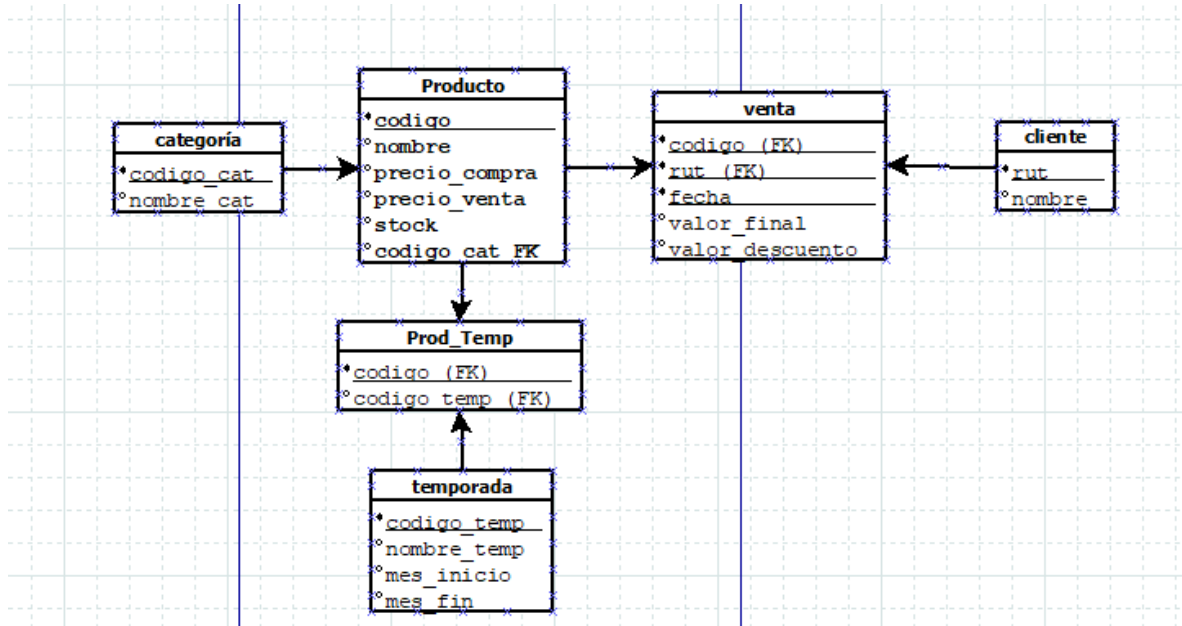 categoría
codigo_cat
nombre_cat
Producto
codigo
nombre
precio_compra
precio_venta
stock
codigo_cat FK
venta
codigo (FK)
rut (FK)
fecha
valor_final
valor_descuento
cliente
rut
nombre
Prod_Temp
codigo (FK)
codigo_temp (FK)
temporada
codigo_temp
nombre_temp
mes_inicio
mes_fin